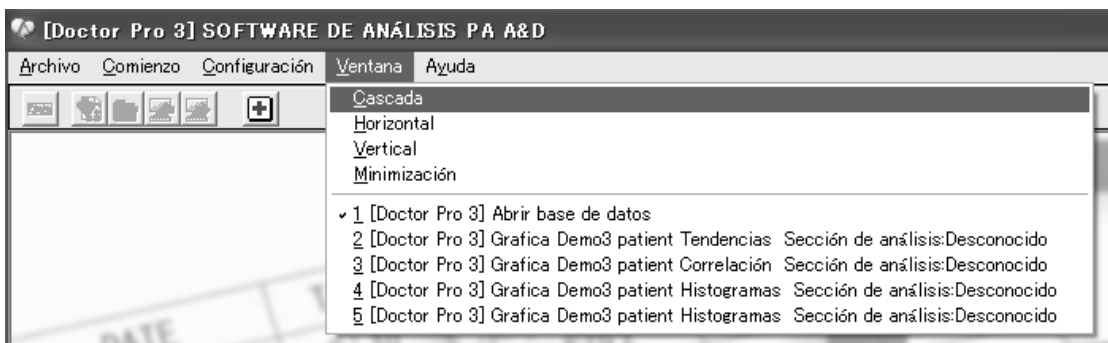 [Doctor Pro 3] SOFTWARE DE ANÁLISIS PA A&D
Archivo Comienzo Configuración Ventana Ayuda
Cascada
Horizontal
Vertical
Minimización
1 [Doctor Pro 3] Abrir base de datos
2 [Doctor Pro 3] Grafica Demo3 patient Tendencias Sección de análisis:Desconocido
3 [Doctor Pro 3] Grafica Demo3 patient Correlación Sección de análisis:Desconocido
4 [Doctor Pro 3] Grafica Demo3 patient Histogramas Sección de análisis:Desconocido
5 [Doctor Pro 3] Grafica Demo3 patient Histogramas Sección de análisis:Desconocido
DATE